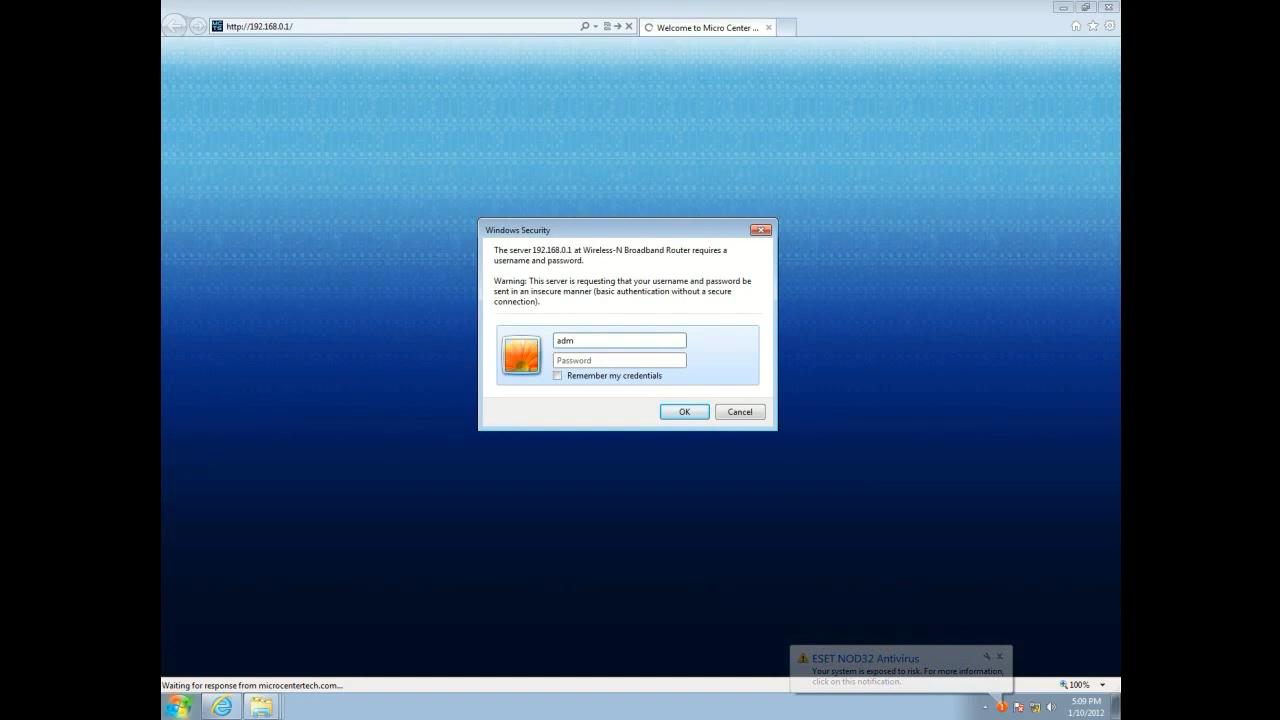 http://192.168.0.1/
Welcome to Micro Center ...
Windows Security
The server 192.168.0.1 at Wireless-N Broadband Router requires a
username and password.
Warning: This server is requesting that your username and password be
sent in an insecure manner (basic authentication without a secure
connection).
adm
Password
Remember my credentials
OK
Cancel
ESET NOD32 Antivirus
Your system is exposed to risk. For more information,
click on this notification.
Waiting for response from microcentertech.com...
100%
5:09 PM
1/10/2012